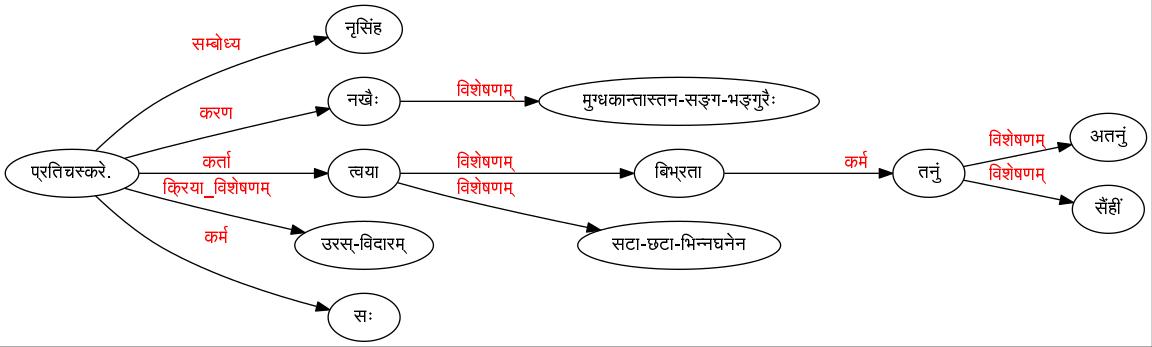 नृसिंह
सम्बोध्य
विशेषणम्
नखैः
मुग्धकान्तास्तन-सङ्ग-भङ्गुरैः
करण
अतनुं
विशेषणम्
कर्ता
विशेषणम्
कर्म
प्रतिचस्करे.
त्वया
बिभ्रता
तनुं
विशेषणम्
क्रिया_विशेषणम्
विशेषणम्
सैंहीं
कर्म
उरस्-विदारम्
सटा-छटा-भिन्नघनेन
सः